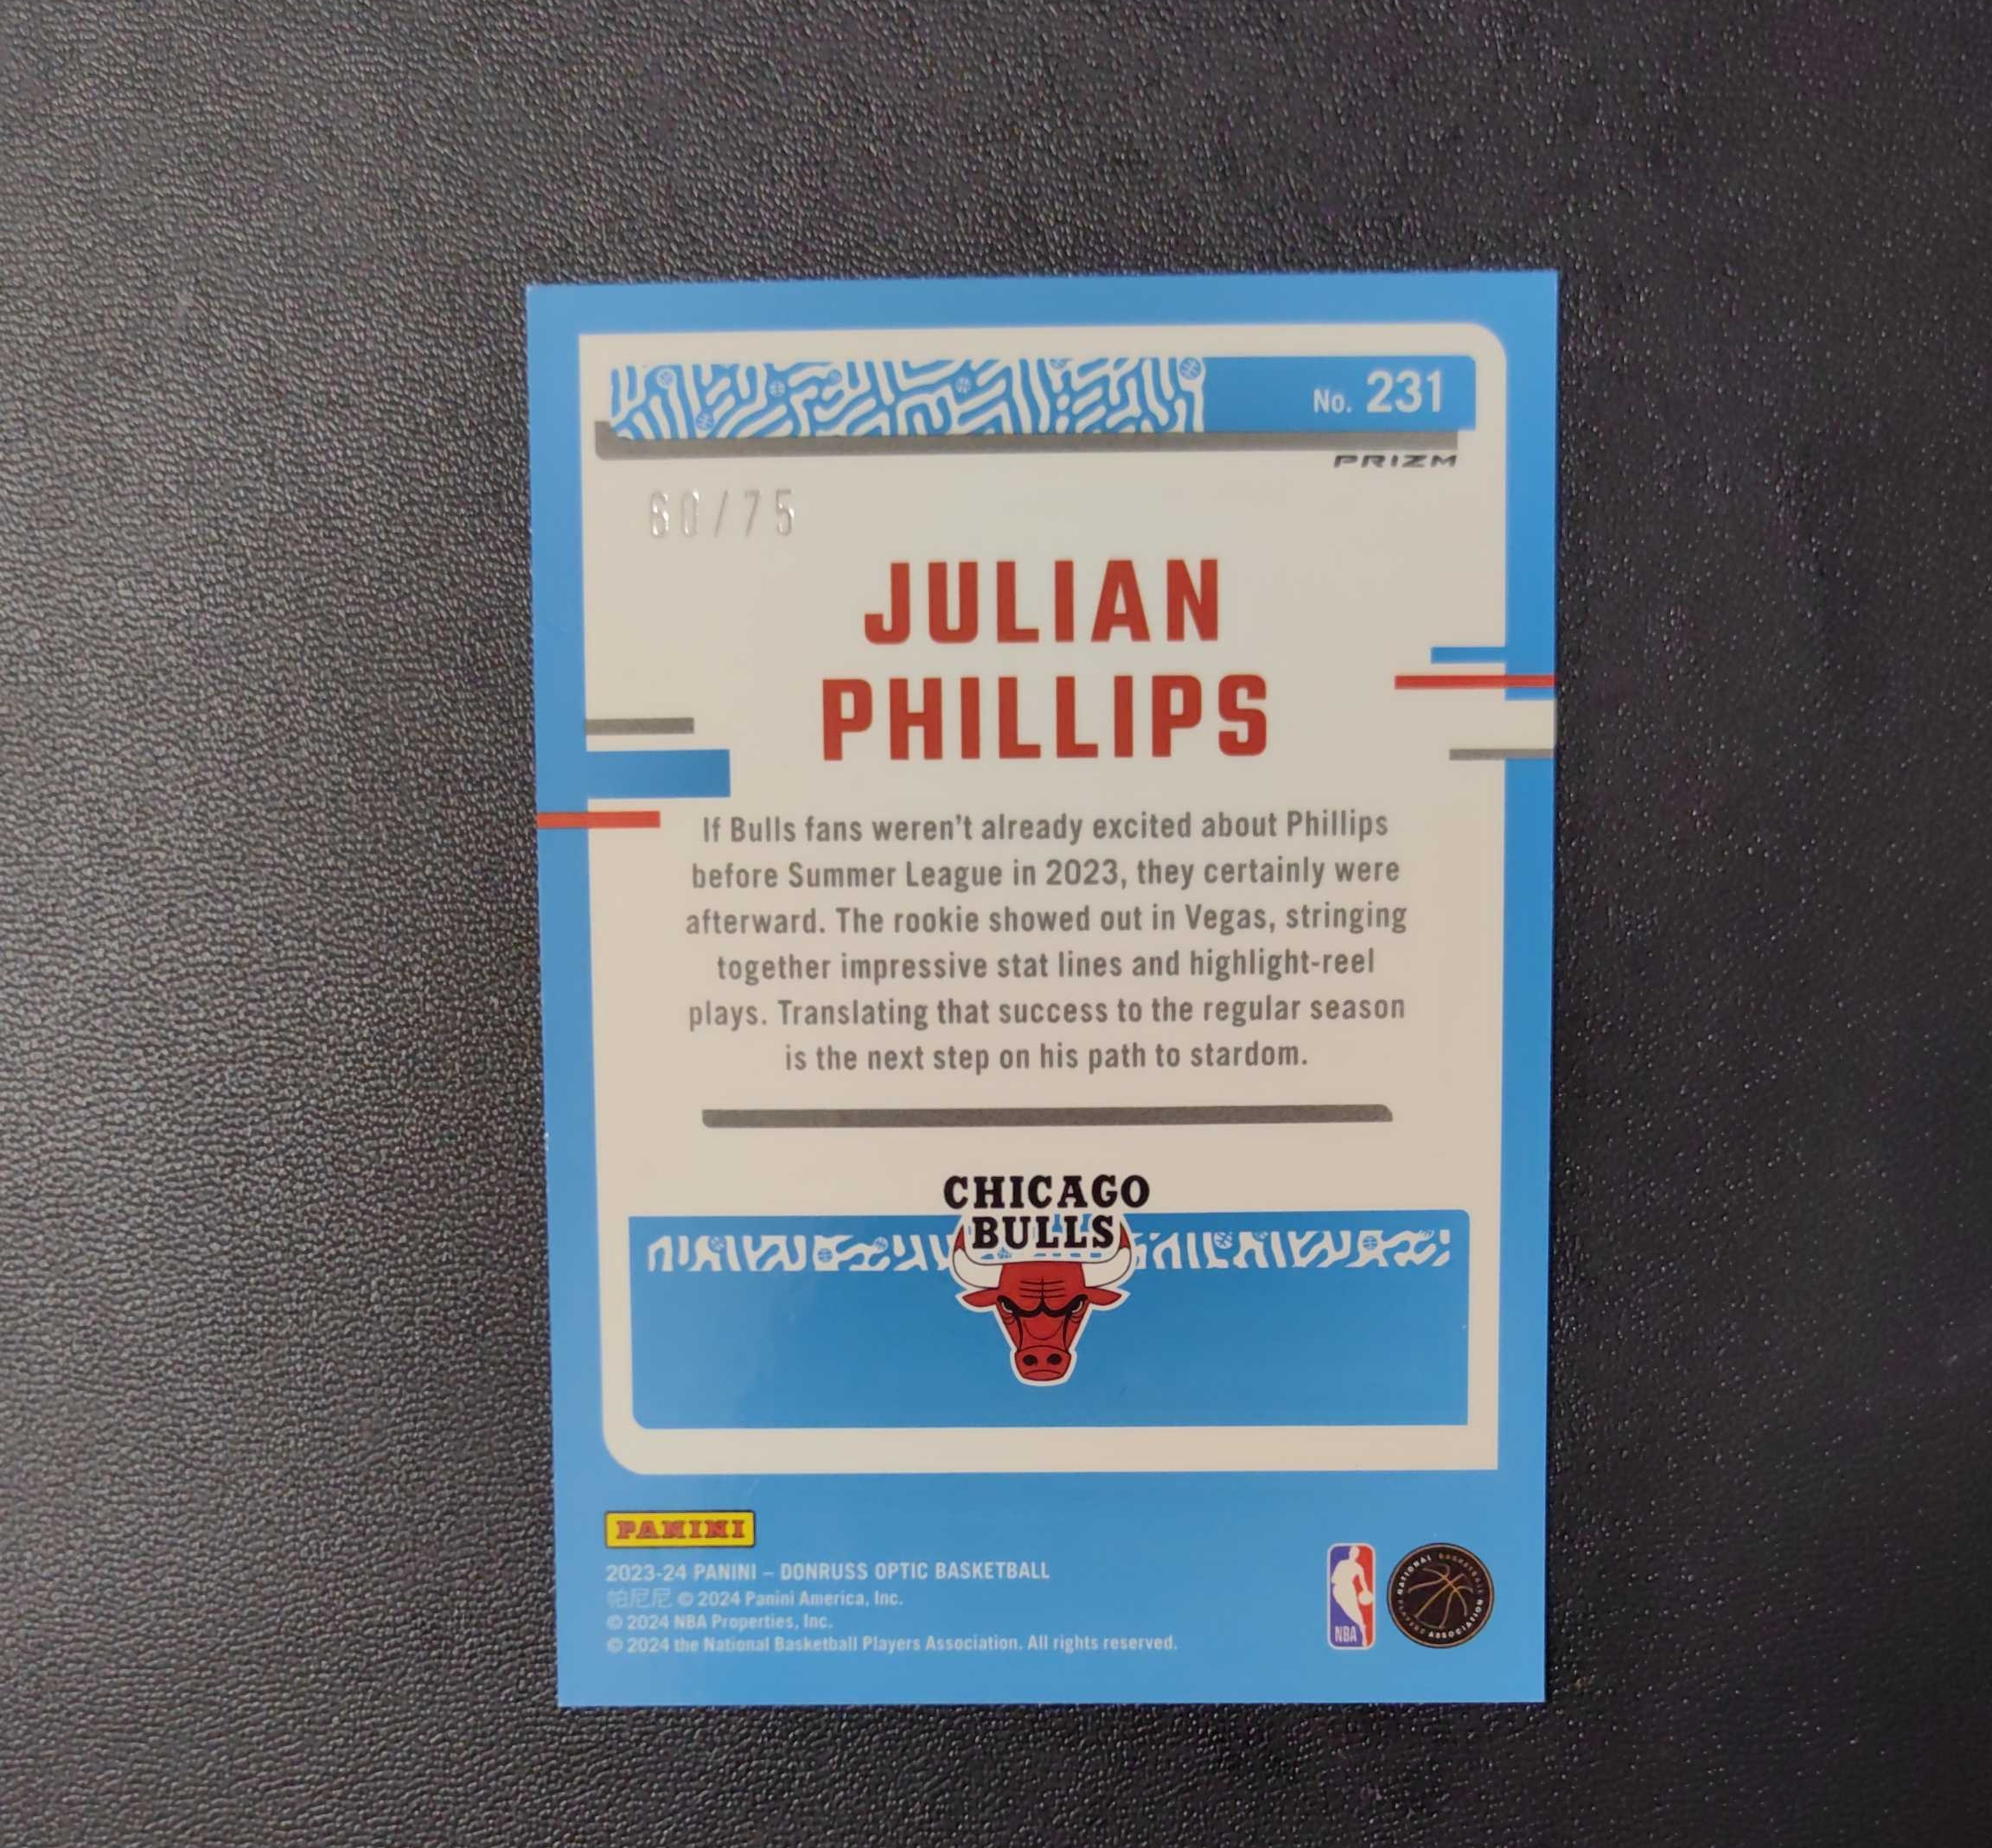 No. 231
PRIZM
60/75
JULIAN
PHILLIPS
If Bulls fans weren't already excited about Phillips
before Summer League in 2023, they certainly were
afterward. The rookie showed out in Vegas, stringing
together impressive stat lines and highlight-reel
plays. Translating that success to the regular season
is the next step on his path to stardom.
CHICAGO
BULLS
PANINI
2023-24 PANINI – DONRUSS OPTIC BASKETBALL
帕尼尼 © 2024 Panini America, Inc.
© 2024 NBA Properties, Inc.
© 2024 the National Basketball Players Association. All rights reserved.
NBA
NATIONAL BASKETBALL PLAYERS ASSOCIATION